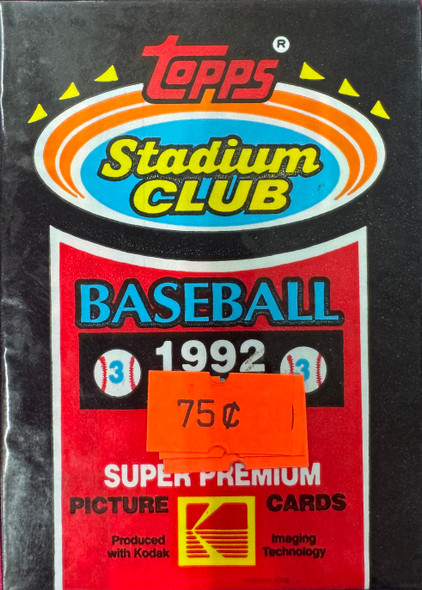 TOPPS ®
Stadium
CLUB
BASEBALL
3 1992 3
75¢
SUPER PREMIUM
PICTURE CARDS
Produced Imaging
with Kodak Technology